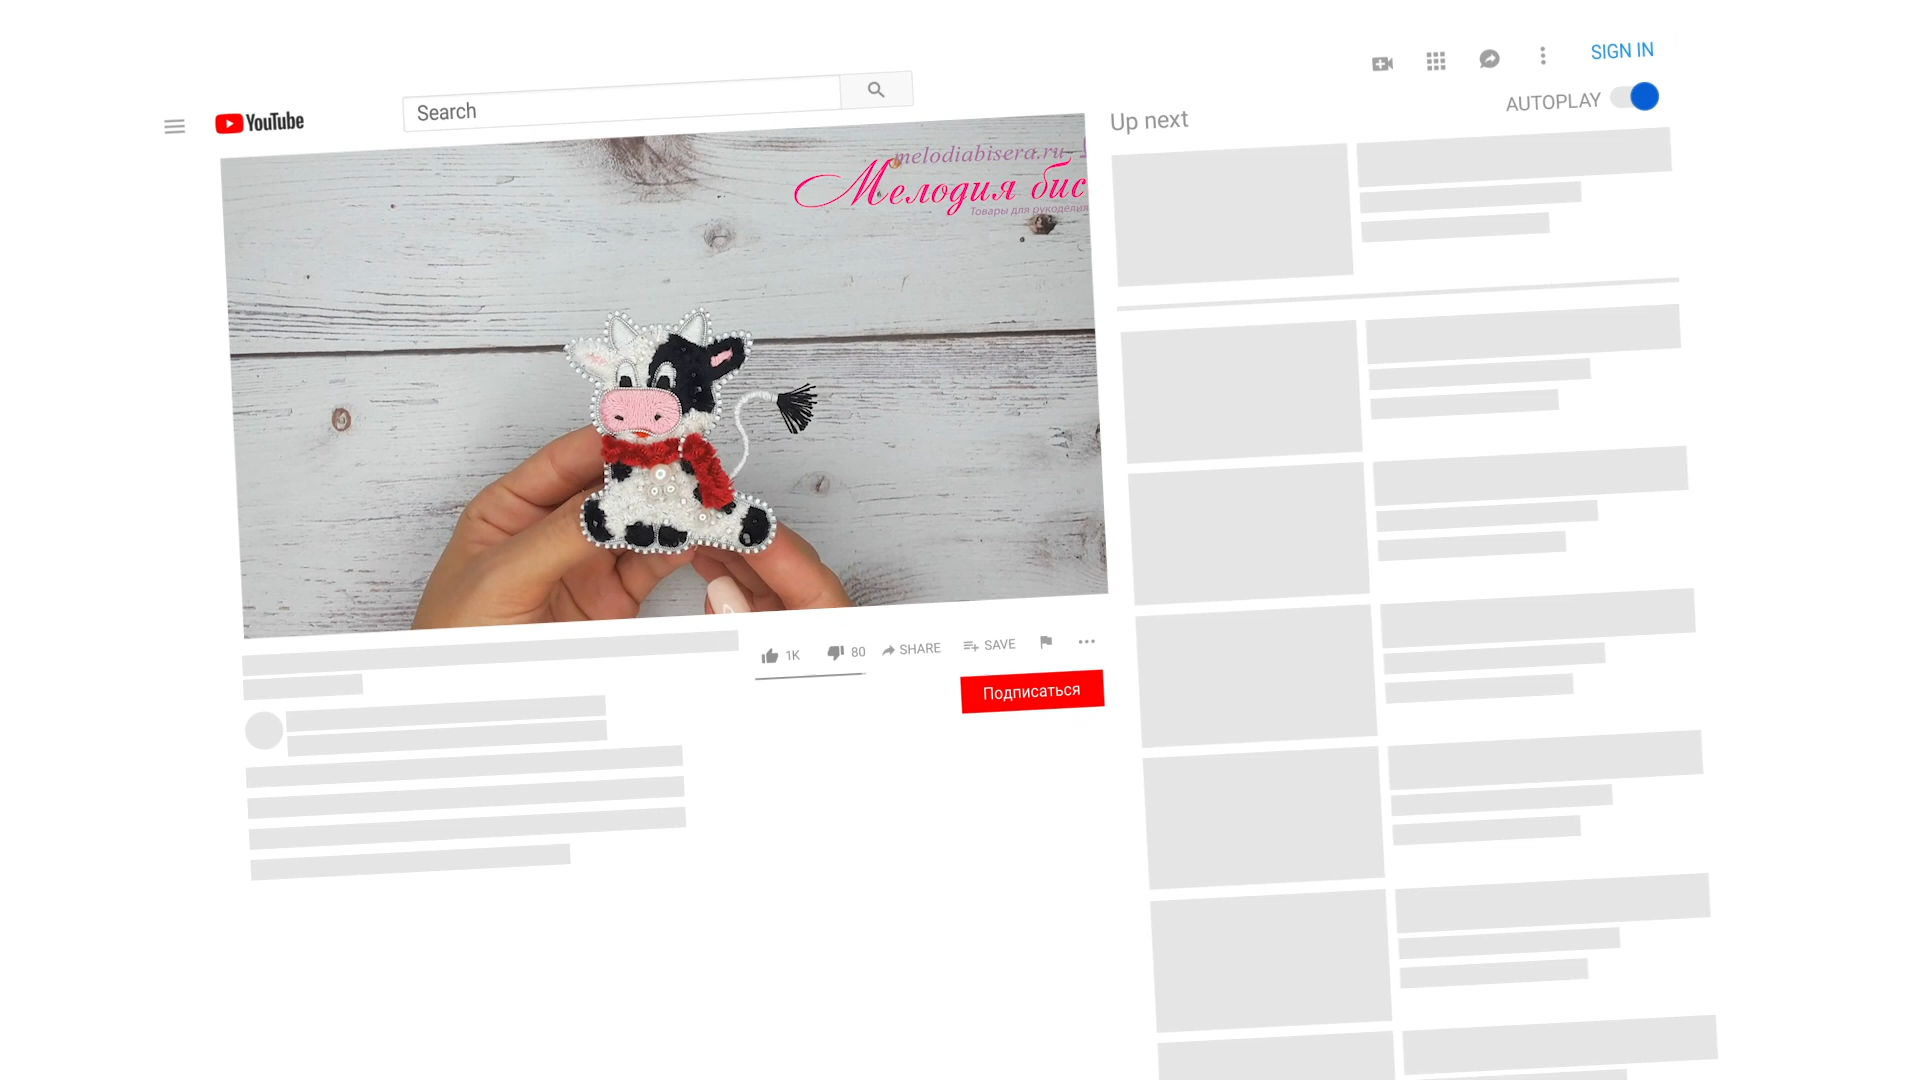 SIGN IN
YouTube
Search
Up next
AUTOPLAY
melodiabisera.ru
Мелодия бис
Товары для рукоделия
1K
80
SHARE
SAVE
Подписаться